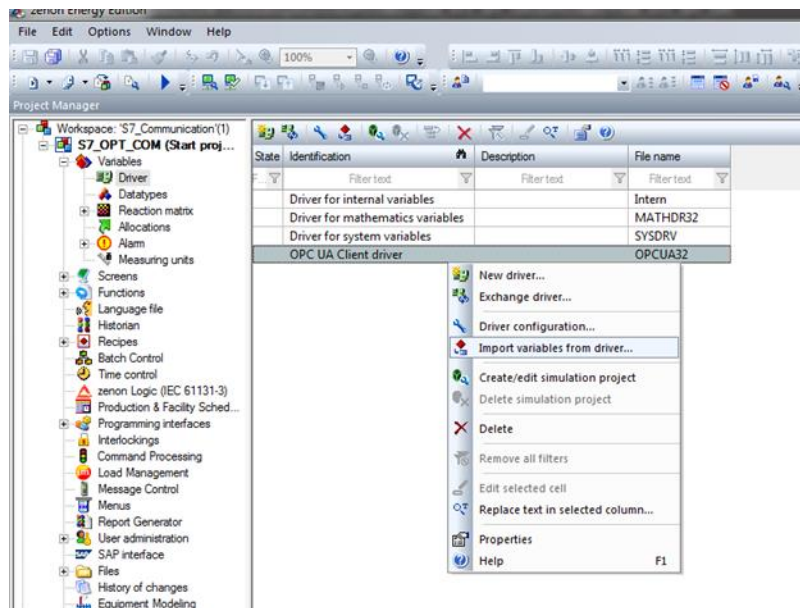 zenon Energy Edition
File Edit Options Window Help
100%
Project Manager
Workspace: 'S7_Communication'(1)
S7_OPT_COM (Start proj...
Variables
Driver
Datatypes
Reaction matrix
Allocations
Alarm
Measuring units
Screens
Functions
Language file
Historian
Recipes
Batch Control
Time control
zenon Logic (IEC 61131-3)
Production & Facility Sched...
Programming interfaces
Interlockings
Command Processing
Load Management
Message Control
Menus
Report Generator
User administration
SAP interface
Files
History of changes
Equipment Modeling
State Identification Description File name
F... Filter text Filter text Filter text
Driver for internal variables Intern
Driver for mathematics variables MATHDR32
Driver for system variables SYSDRV
OPC UA Client driver OPCUA32
New driver...
Exchange driver...
Driver configuration...
Import variables from driver...
Create/edit simulation project
Delete simulation project
Delete
Remove all filters
Edit selected cell
Replace text in selected column...
Properties
Help F1